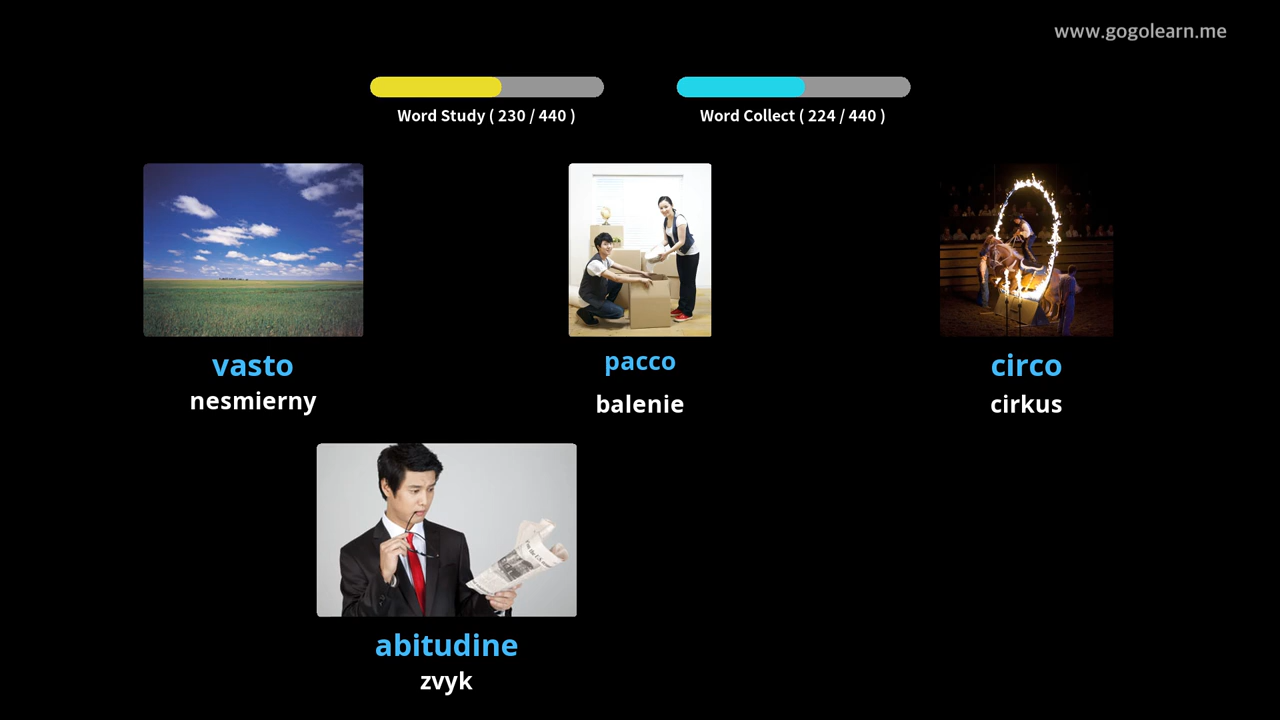 www.gogolearn.me
Word Study ( 230 / 440 )
Word Collect ( 224 / 440 )
vasto
nesmierny
pacco
balenie
circo
cirkus
abitudine
zvyk